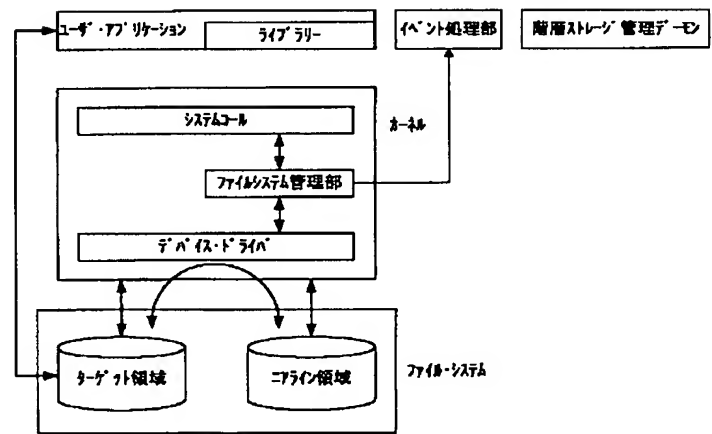 ﾕｰｻﾞ･ｱﾌﾟﾘｹｰｼｮﾝ
ﾗｲﾌﾞﾗﾘｰ
ｲﾍﾞﾝﾄ処理部
階層ｽﾄﾚｰｼﾞ管理ﾃﾞｰﾓﾝ
ｼｽﾃﾑｺｰﾙ
ｶｰﾈﾙ
ﾌｧｲﾙｼｽﾃﾑ管理部
ﾃﾞﾊﾞｲｽ･ﾄﾞﾗｲﾊﾞ
ﾀｰｹﾞｯﾄ領域
ﾆｱﾗｲﾝ領域
ﾌｧｲﾙ･ｼｽﾃﾑ